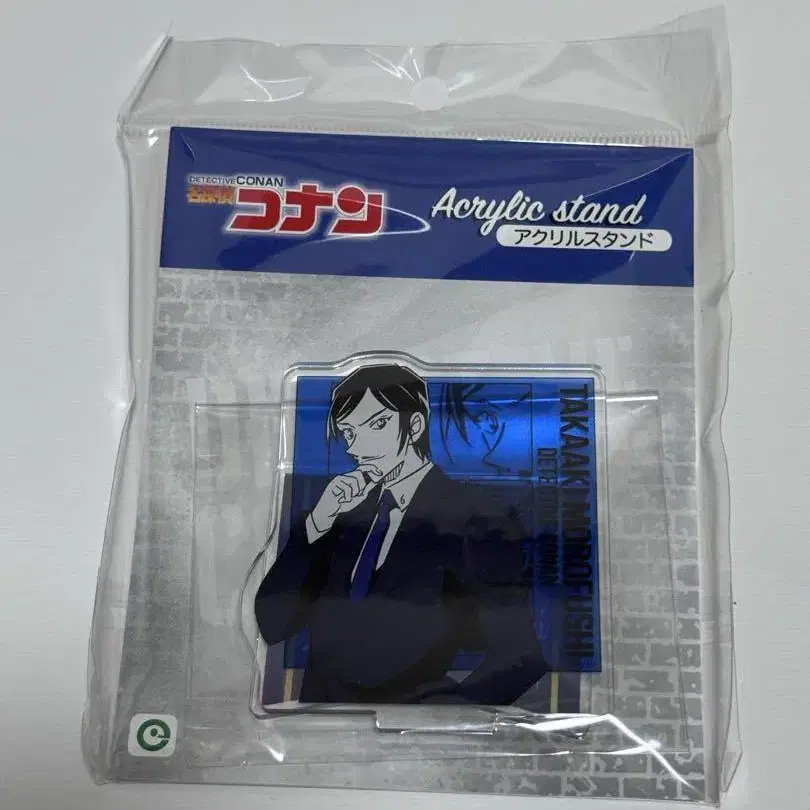 DETECTIVE CONAN
名探偵
コナン
Acrylic stand
アクリルスタンド
TAKAAKI MOROFUSHI
CONAN